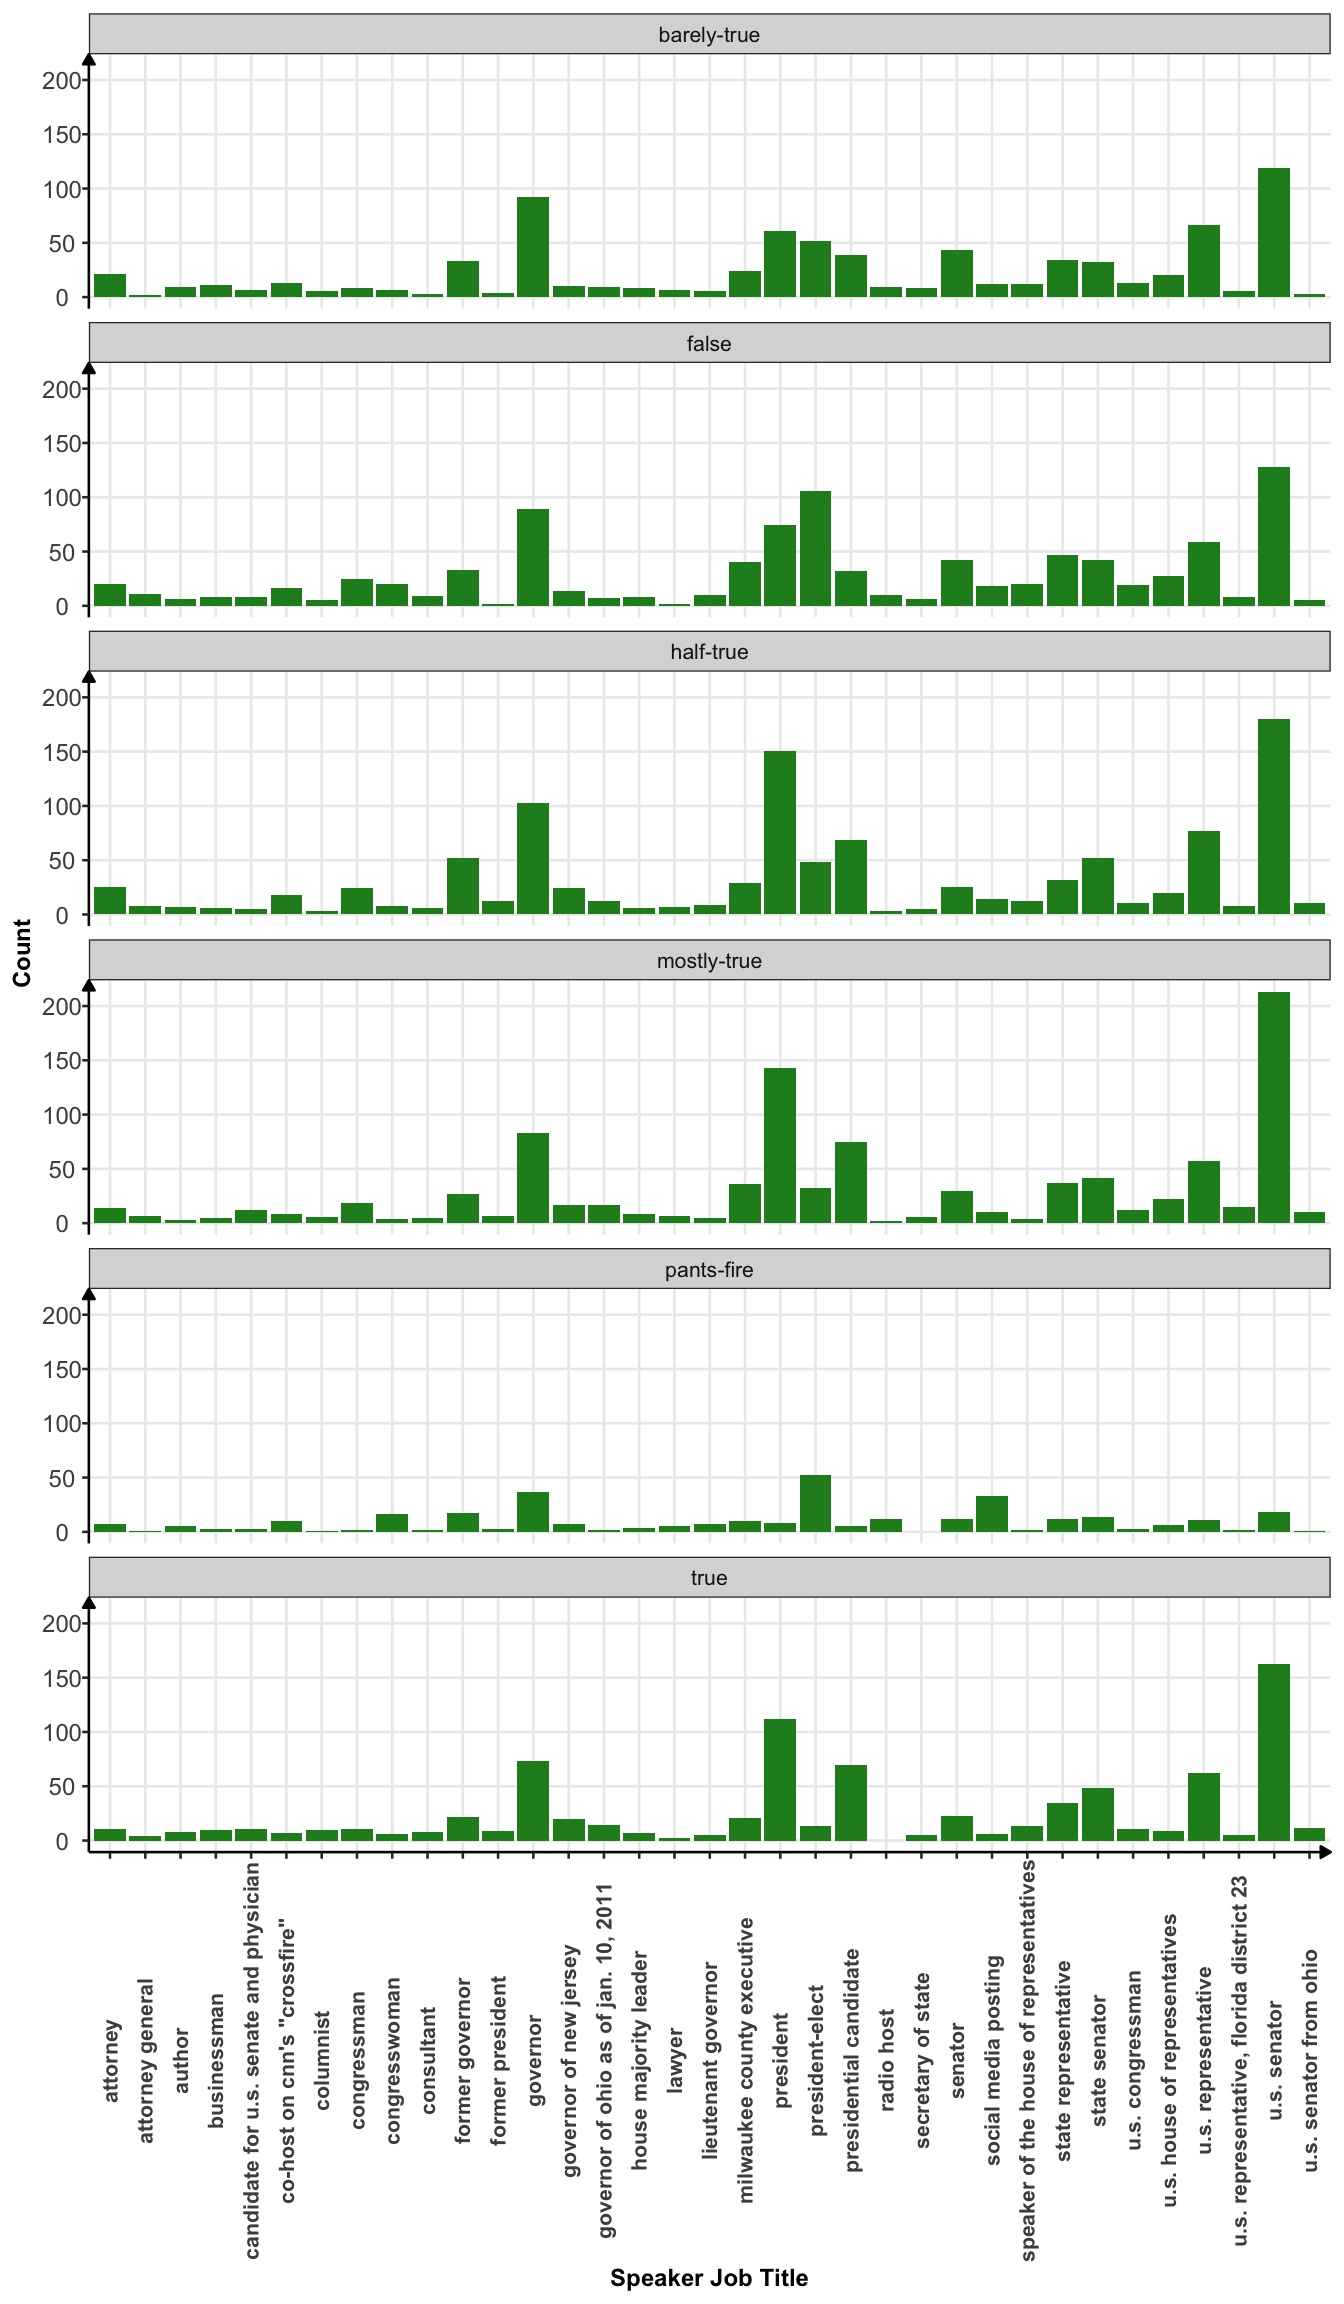 barely-true
200
150
100
50
0
false
200
150
100
50
0
half-true
200
150
100
50
0
mostly-true
200
150
100
50
0
pants-fire
200
150
100
50
0
true
200
150
100
50
0
Count
attorney
attorney general
author
businessman
candidate for u.s. senate and physician
co-host on cnn's "crossfire"
columnist
congressman
congresswoman
consultant
former governor
former president
governor
governor of new jersey
governor of ohio as of jan. 10, 2011
house majority leader
lawyer
lieutenant governor
milwaukee county executive
president
president-elect
presidential candidate
radio host
secretary of state
senator
social media posting
speaker of the house of representatives
state representative
state senator
u.s. congressman
u.s. house of representatives
u.s. representative
u.s. representative, florida district 23
u.s. senator
u.s. senator from ohio
Speaker Job Title